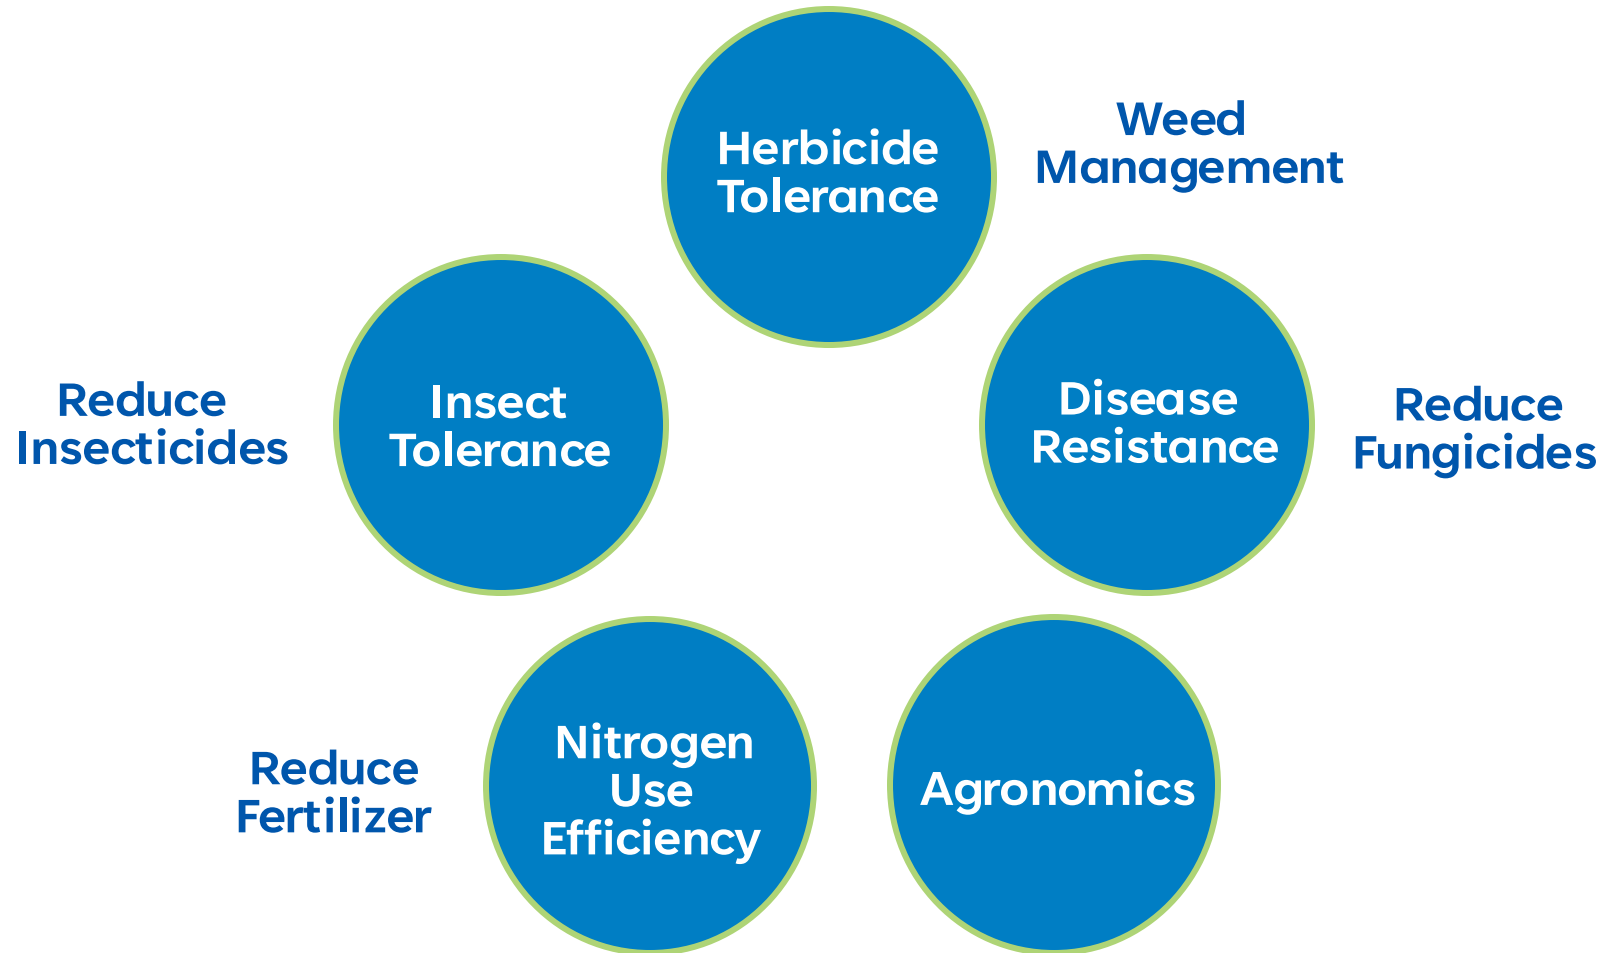 Herbicide
Tolerance
Weed
Management
Insect
Tolerance
Reduce
Insecticides
Disease
Resistance
Reduce
Fungicides
Nitrogen
Use
Efficiency
Reduce
Fertilizer
Agronomics